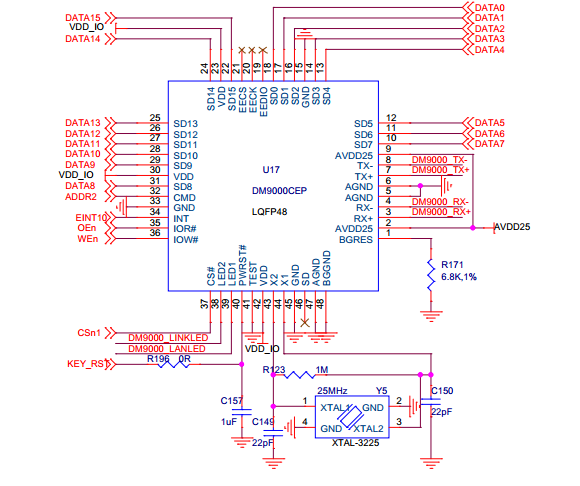 DATA15
VDD_IO
DATA14
DATA0
DATA1
DATA2
DATA3
DATA4
24 23 22 21 20 19 18 17 16 15 14 13
SD14 VDD SD15 EECS EECK EEDIO SD0 SD1 SD2 GND SD3 SD4
DATA13 25 SD13 SD5 12 DATA5
DATA12 26 SD12 SD6 11 DATA6
DATA11 27 SD11 SD7 10 DATA7
DATA10 28 SD10 AVDD25 9
DATA9 29 SD9 TX- 8 DM9000_TX-
VDD_IO 30 VDD TX+ 7 DM9000_TX+
DATA8 31 SD8 AGND 6
ADDR2 32 CMD AGND 5
33 GND RX- 4 DM9000_RX-
EINT10 34 INT RX+ 3 DM9000_RX+
OEn 35 IOR# AVDD25 2 AVDD25
WEn 36 IOW# BGRES 1
U17
DM9000CEP
LQFP48
CS# LED2 LED1 PWRST# TEST VDD X2 X1 GND SD AGND BGGND
37 38 39 40 41 42 43 44 45 46 47 48
R171
6.8K,1%
CSn1
DM9000_LINKLED
DM9000_LANLED
VDD_IO
KEY_RST
R196 0R
R123 1M
C157
1uF
C149
22pF
25MHz Y5
1 XTAL1 GND 2
4 GND XTAL2 3
XTAL-3225
C150
22pF